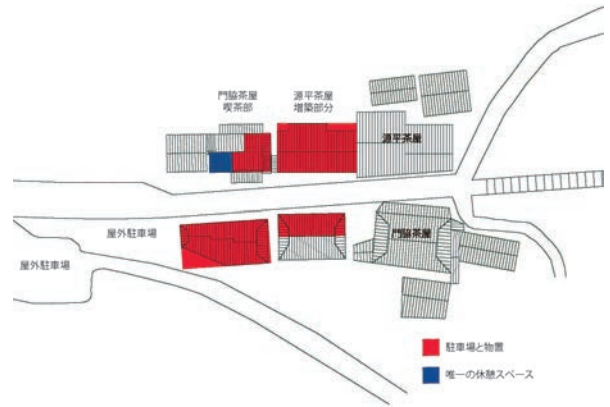 門脇茶屋
喫茶部
源平茶屋
増築部分
源平茶屋
屋外駐車場
屋外駐車場
門脇茶屋
駐車場と物置
唯一の休憩スペース